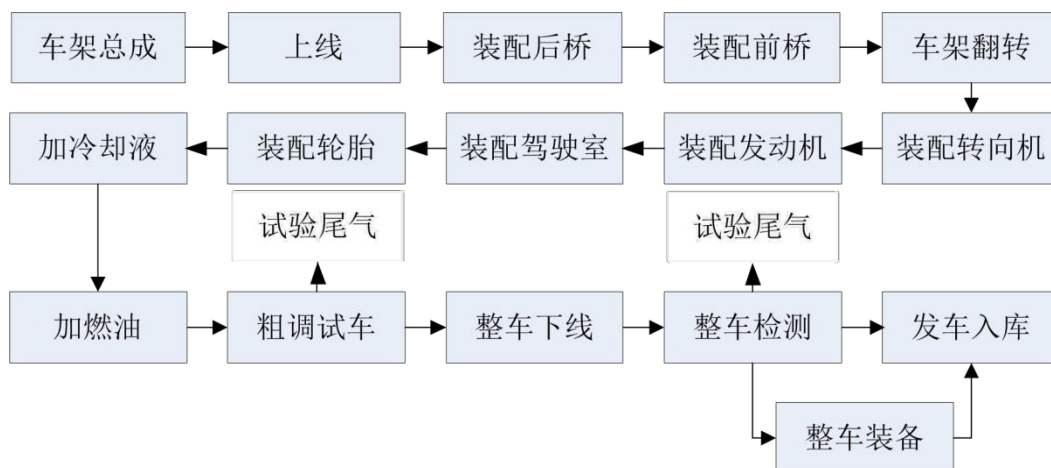 车架总成
上线
装配后桥
装配前桥
车架翻转
加冷却液
装配轮胎
装配驾驶室
装配发动机
装配转向机
试验尾气
试验尾气
加燃油
粗调试车
整车下线
整车检测
发车入库
整车装备